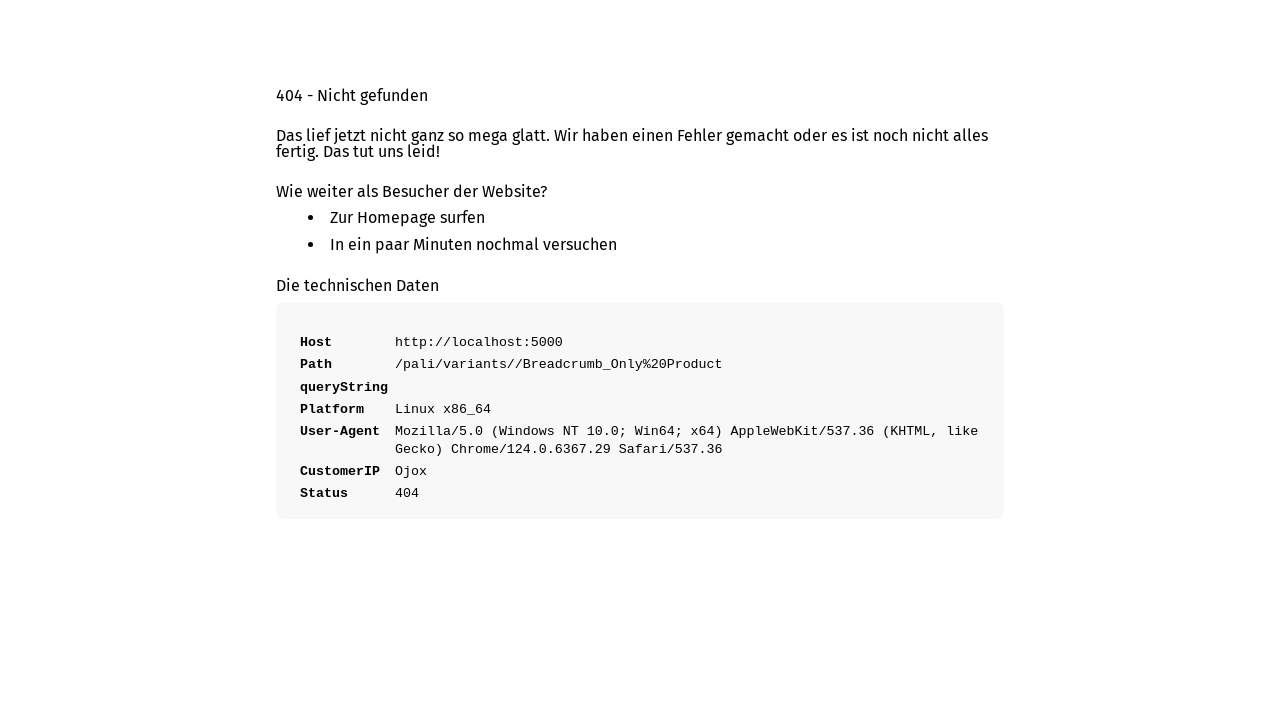 404 - Nicht gefunden
Das lief jetzt nicht ganz so mega glatt. Wir haben einen Fehler gemacht oder es ist noch nicht alles
fertig. Das tut uns leid!
Wie weiter als Besucher der Website?
• Zur Homepage surfen
• In ein paar Minuten nochmal versuchen
Die technischen Daten
Host http://localhost:5000
Path /pali/variants//Breadcrumb_Only%20Product
queryString
Platform Linux x86_64
User-Agent Mozilla/5.0 (Windows NT 10.0; Win64; x64) AppleWebKit/537.36 (KHTML, like
Gecko) Chrome/124.0.6367.29 Safari/537.36
CustomerIP Ojox
Status 404